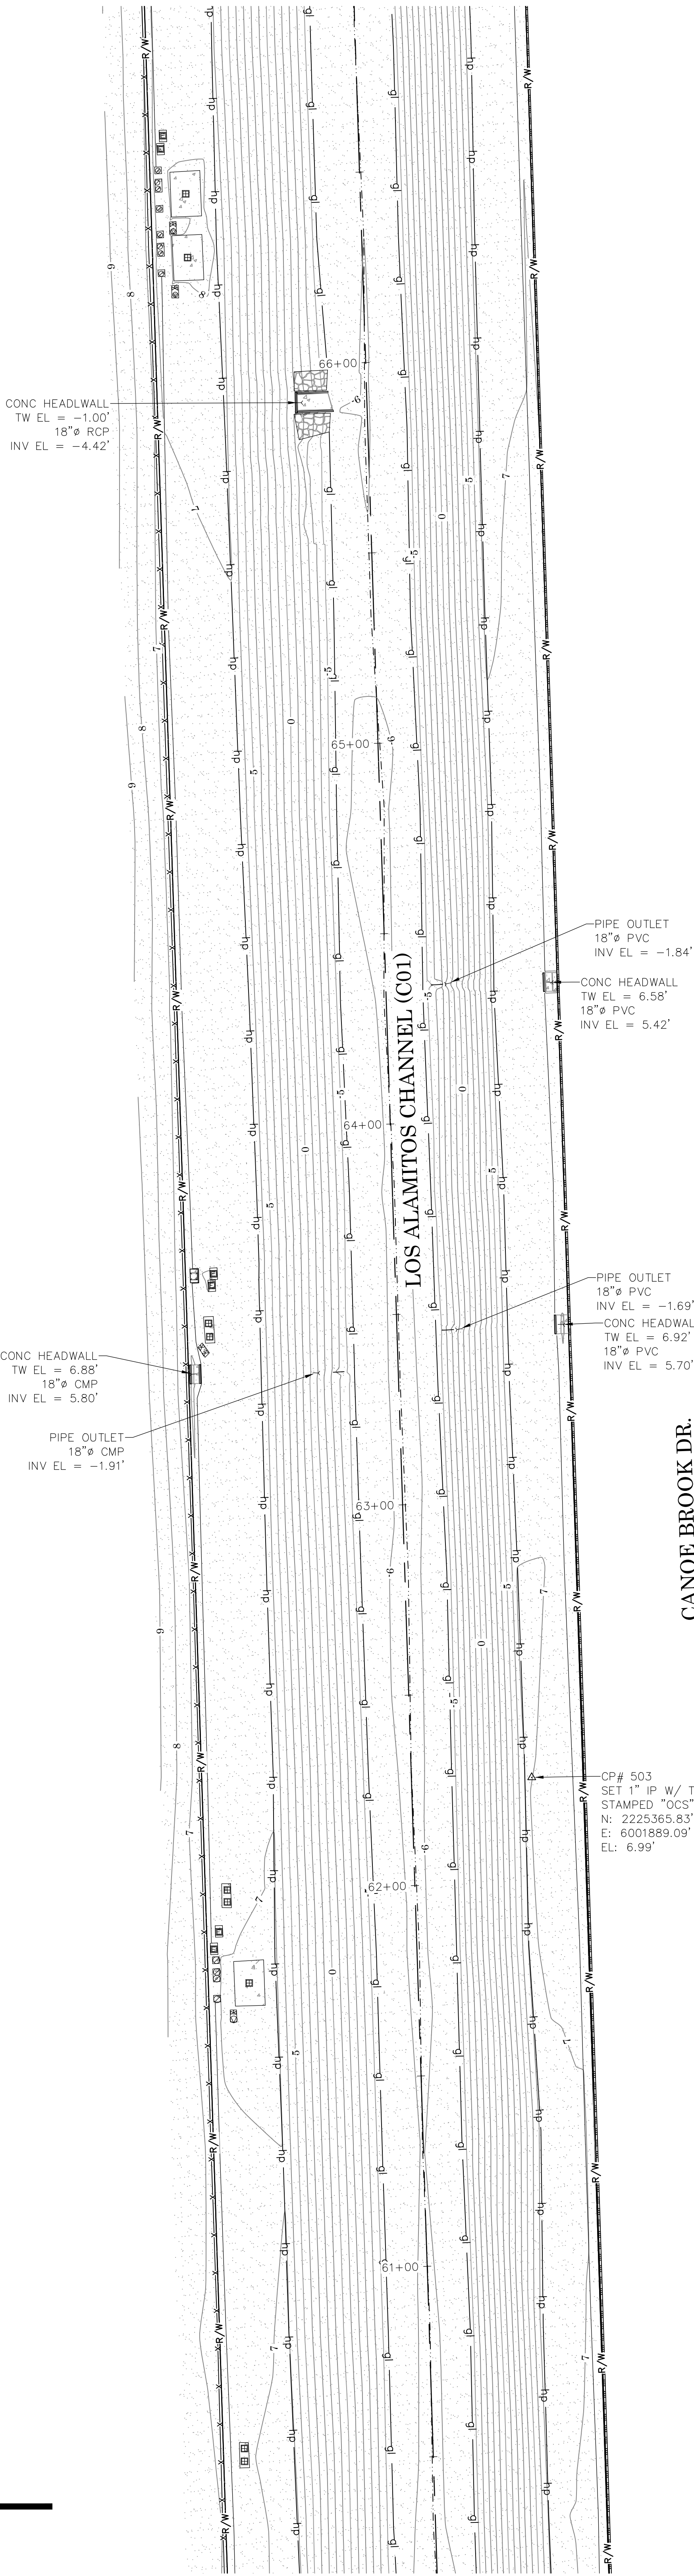 66+00
CONC HEADLWALL
TW EL = -1.00'
18"ø RCP
INV EL = -4.42'
65+00
PIPE OUTLET
18"ø PVC
INV EL = -1.84'
CONC HEADWALL
TW EL = 6.58'
18"ø PVC
INV EL = 5.42'
LOS ALAMITOS CHANNEL (C01)
64+00
PIPE OUTLET
18"ø PVC
INV EL = -1.69'
CONC HEADWAL
TW EL = 6.92'
18"ø PVC
INV EL = 5.70'
CONC HEADWALL
TW EL = 6.88'
18"ø CMP
INV EL = 5.80'
PIPE OUTLET
18"ø CMP
INV EL = -1.91'
CANOE BROOK DR.
63+00
CP# 503
SET 1" IP W/ T
STAMPED "OCS"
N: 2225365.83'
E: 6001889.09'
EL: 6.99'
62+00
61+00